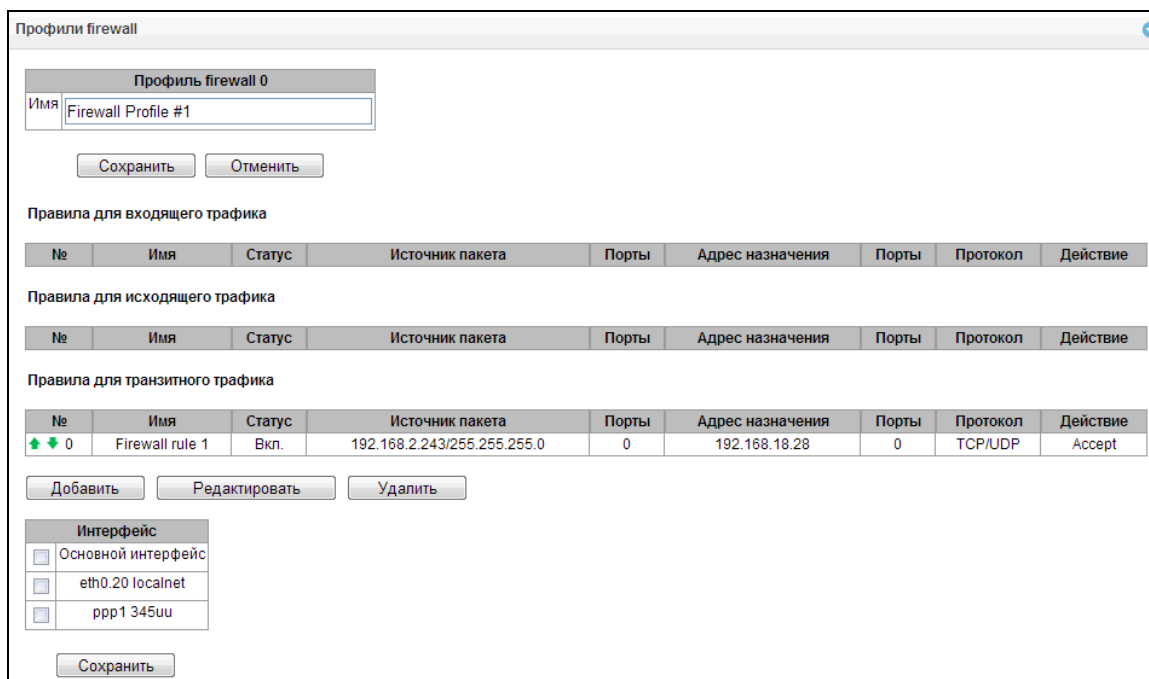 Профили firewall
Профиль firewall 0
Имя Firewall Profile #1
Сохранить Отменить
Правила для входящего трафика
№ Имя Статус Источник пакета Порты Адрес назначения Порты Протокол Действие
Правила для исходящего трафика
№ Имя Статус Источник пакета Порты Адрес назначения Порты Протокол Действие
Правила для транзитного трафика
№ Имя Статус Источник пакета Порты Адрес назначения Порты Протокол Действие
0 Firewall rule 1 Вкл. 192.168.2.243/255.255.255.0 0 192.168.18.28 0 TCP/UDP Accept
Добавить Редактировать Удалить
Интерфейс
Основной интерфейс
eth0.20 localnet
ppp1 345uu
Сохранить